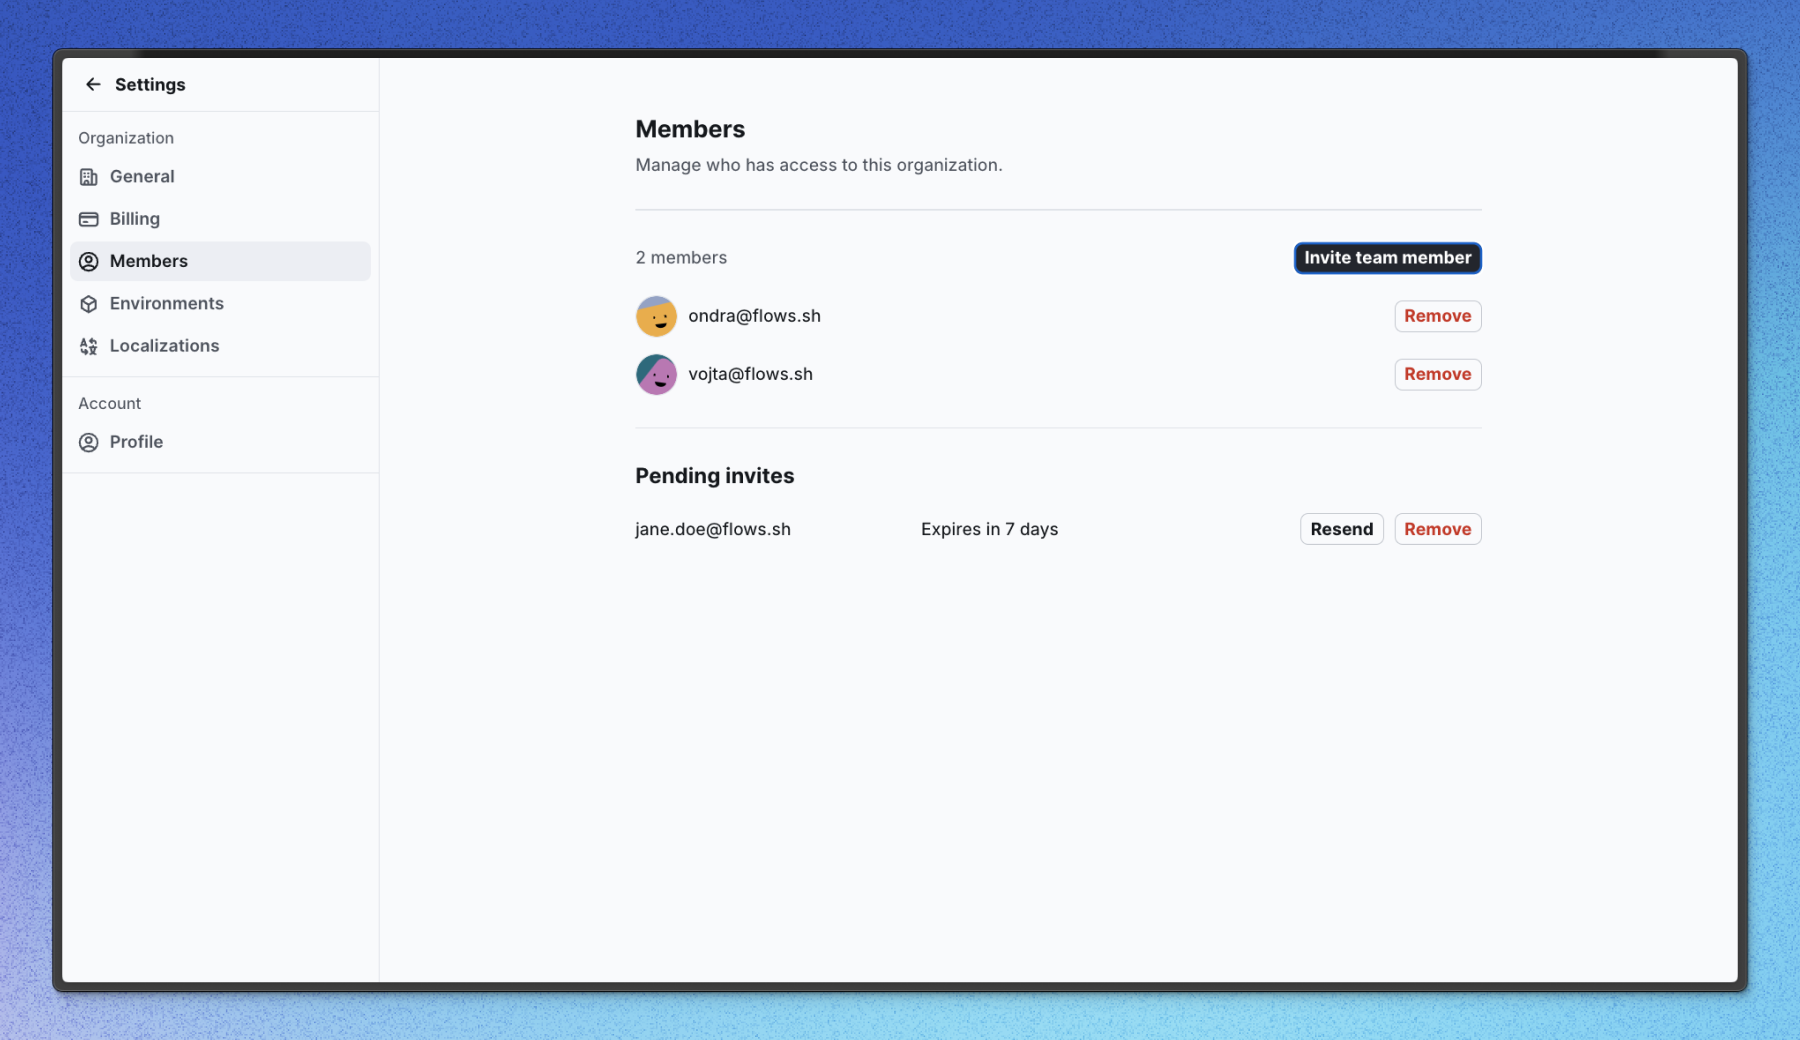 Settings
Organization
General
Billing
Members
Environments
Localizations
Account
Profile
Members
Manage who has access to this organization.
2 members
Invite team member
ondra@flows.sh
Remove
vojta@flows.sh
Remove
Pending invites
jane.doe@flows.sh
Expires in 7 days
Resend
Remove